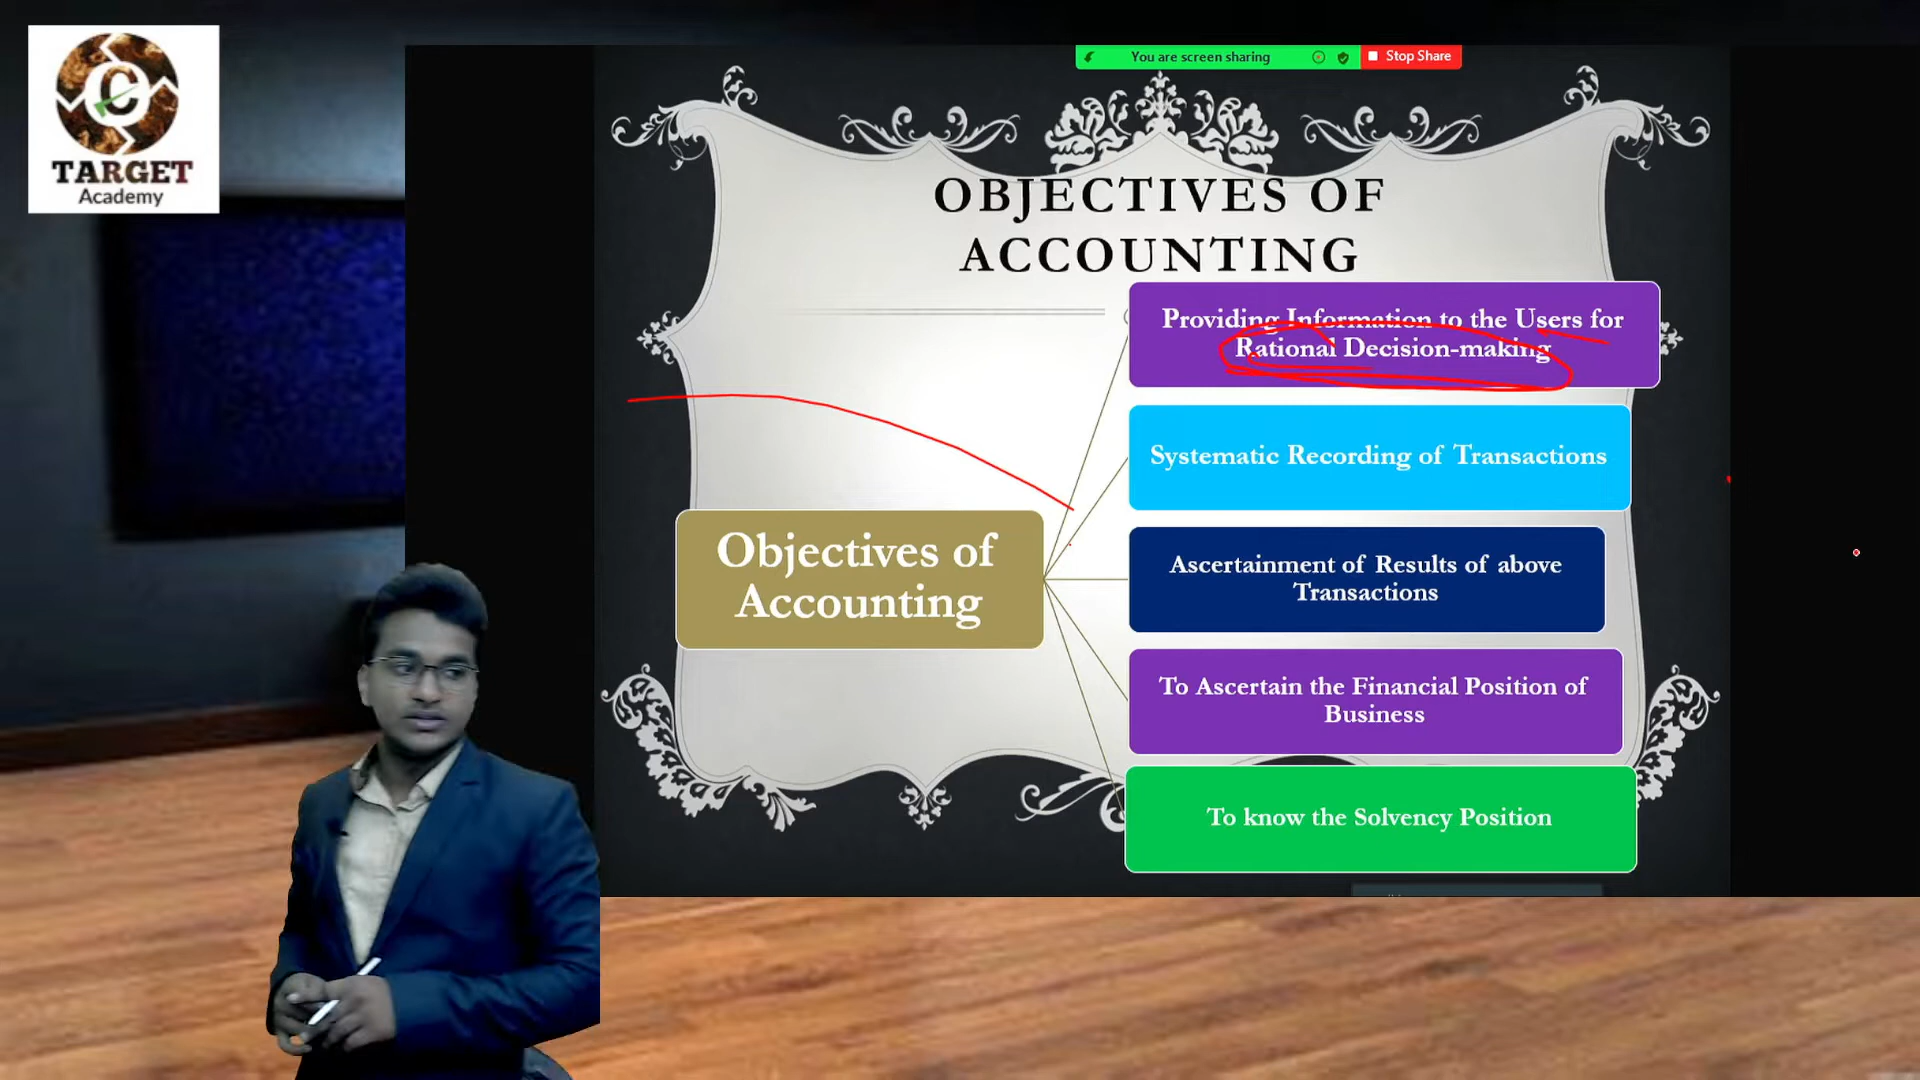 C
TARGET
Academy
You are screen sharing
Stop Share
OBJECTIVES OF
ACCOUNTING
Providing Information to the Users for
Rational Decision-making
Systematic Recording of Transactions
Objectives of
Accounting
Ascertainment of Results of above
Transactions
To Ascertain the Financial Position of
Business
To know the Solvency Position